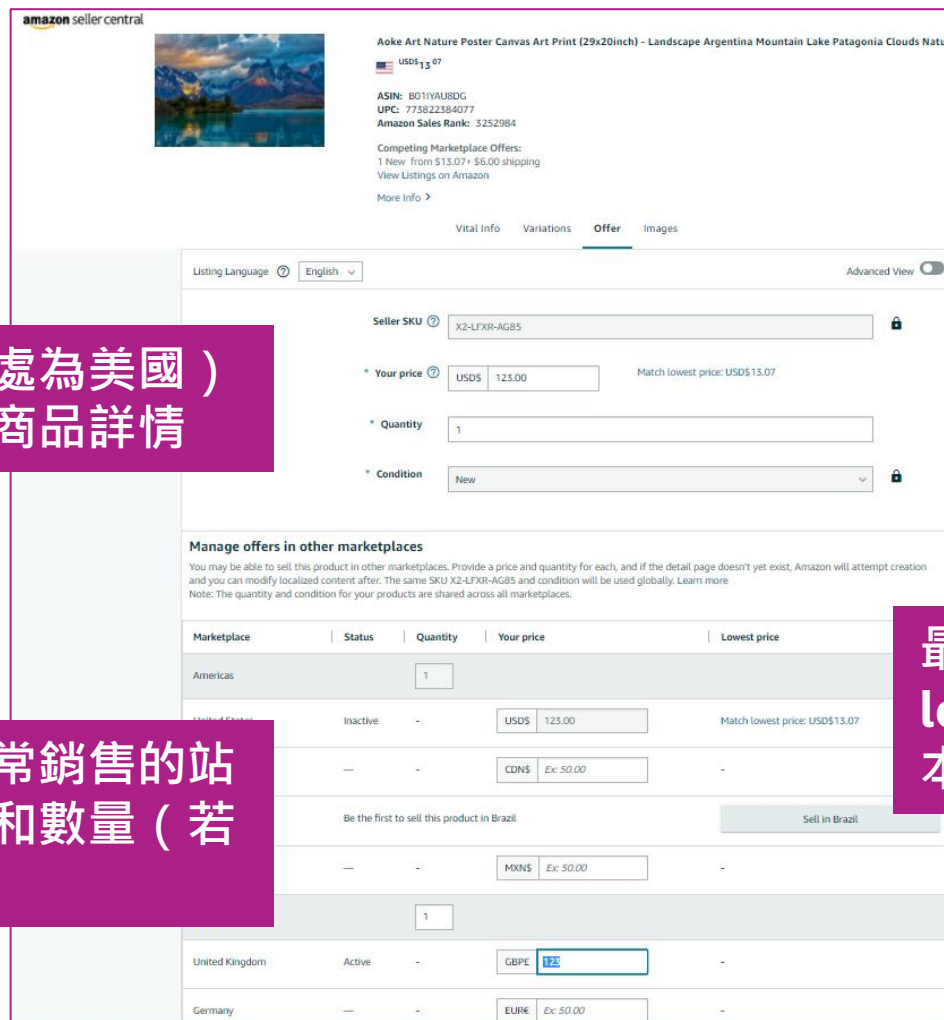 amazon seller central
Aoke Art Nature Poster Canvas Art Print (29x20inch) - Landscape Argentina Mountain Lake Patagonia Clouds
USD$13 07
ASIN: B01IYAU8DG
UPC: 773822384077
Amazon Sales Rank: 3252984
Competing Marketplace Offers:
1 New from $13.07+ $6.00 shipping
View Listings on Amazon
More Info >
Vital Info Variations Offer Images
Listing Language ? English
Advanced View
Seller SKU ? X2-LFXR-AG85
處為美國)
商品詳情
* Your price ? USD$ 123.00 Match lowest price: USD$13.07
* Quantity 1
* Condition New
Manage offers in other marketplaces
You may be able to sell this product in other marketplaces. Provide a price and quantity for each, and if the detail page doesn't yet exist, Amazon will attempt creation
and you can modify localized content after. The same SKU X2-LFXR-AG85 and condition will be used globally. Learn more
Note: The quantity and condition for your products are shared across all marketplaces.
Marketplace Status Quantity Your price Lowest price
Americas 1
Inactive - USD$ 123.00 Match lowest price: USD$13.07
常銷售的站
和數量(若
— - CDN$ Ex: 50.00 -
Be the first to sell this product in Brazil Sell in Brazil
— - MXN$ Ex: 50.00 -
1
United Kingdom Active - GBP£ 123 -
Germany — - EUR€ Ex: 50.00 -